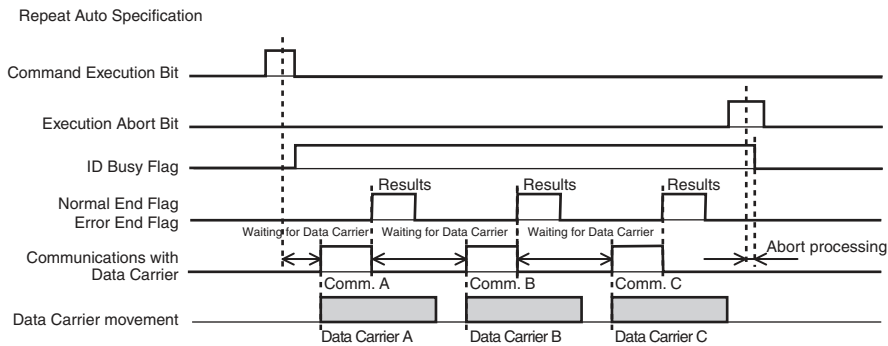 Repeat Auto Specification
Command Execution Bit
Execution Abort Bit
ID Busy Flag
Results Results Results
Normal End Flag
Error End Flag
Waiting for Data Carrier Waiting for Data Carrier Waiting for Data Carrier
Abort processing
Communications with
Data Carrier
Comm. A Comm. B Comm. C
Data Carrier movement
Data Carrier A Data Carrier B Data Carrier C